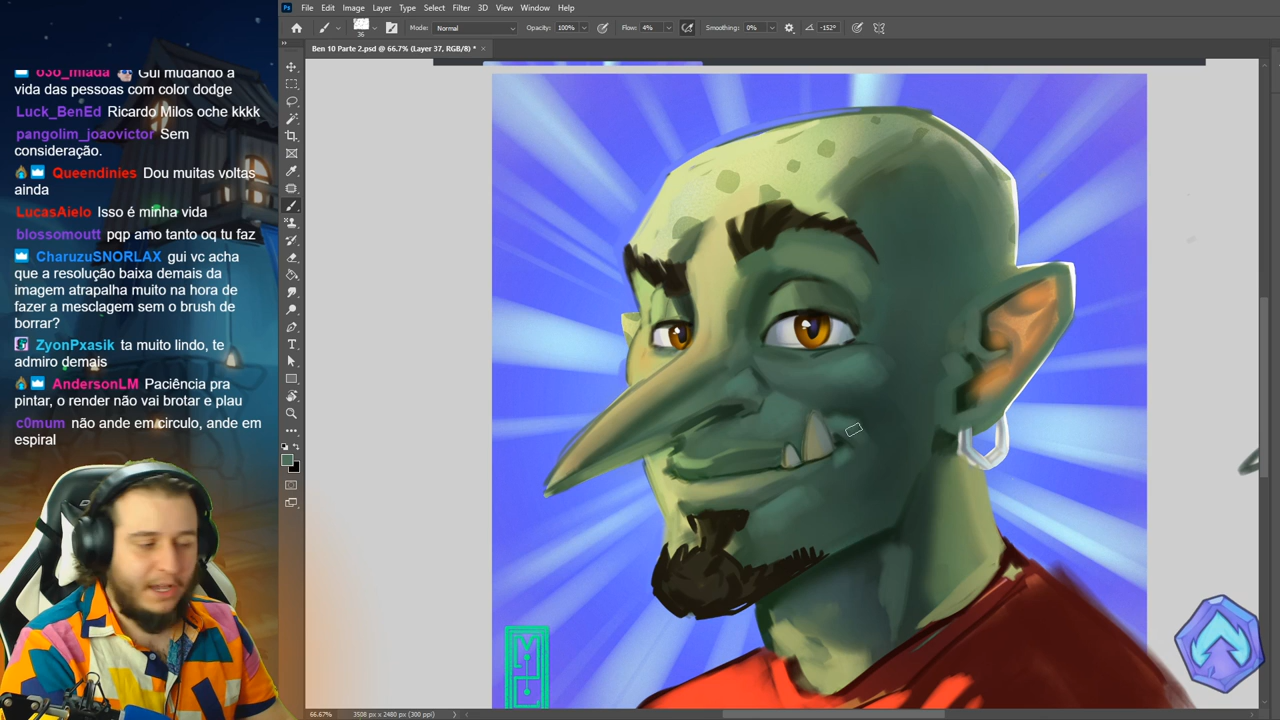 File Edit Image Layer Type Select Filter 3D View Window Help
36
Mode: Normal Opacity: 100% Flow: 4% Smoothing: 0% -152°
Ben 10 Parte 2.psd @ 66.7% (Layer 37, RGB/8) * ×
o3o_miada Gui mudando a
vida das pessoas com color dodge
Luck_BenEd Ricardo Milos oche kkkk
pangolim_joaovictor Sem
consideração.
Queendinies Dou muitas voltas
ainda
LucasAielo Isso é minha vida
blossomoutt pqp amo tanto oq tu faz
CharuzuSNORLAX gui vc acha
que a resolução baixa demais da
imagem atrapalha muito na hora de
fazer a mesclagem sem o brush de
borrar?
ZyonPxasik ta muito lindo, te
admiro demais
AndersonLM Paciência pra
pintar, o render não vai brotar e plau
c0mum não ande em circulo, ande em
espiral
66.67% 3508 px x 2480 px (300 ppi)